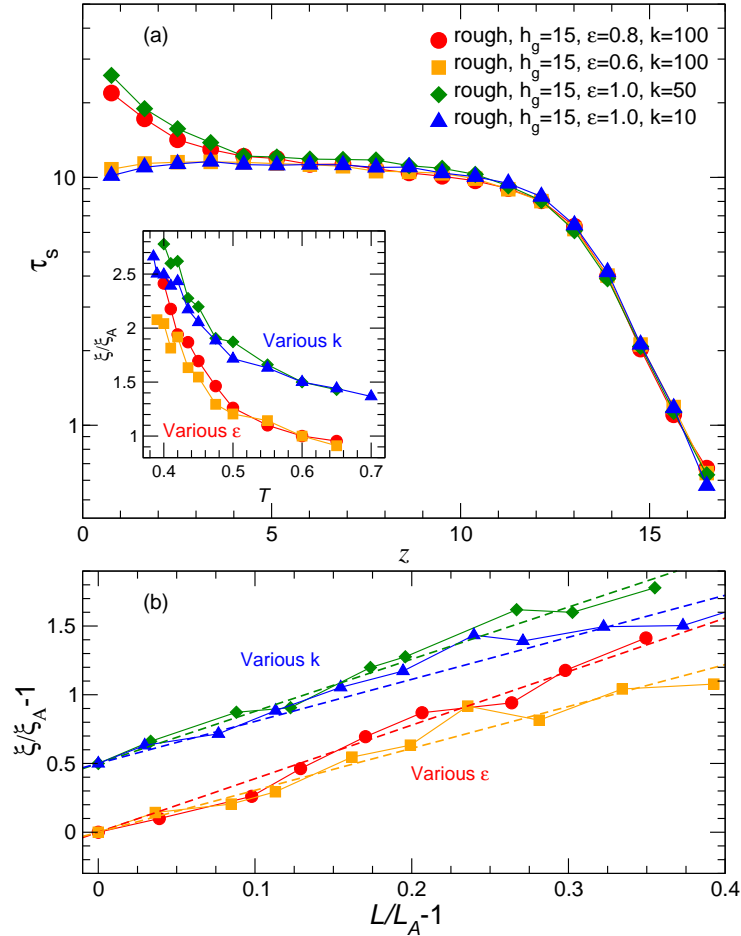 (a)
rough, h_g=15, ε=0.8, k=100
rough, h_g=15, ε=0.6, k=100
rough, h_g=15, ε=1.0, k=50
rough, h_g=15, ε=1.0, k=10
10
1
τ_s
2.5
2
1.5
1
ξ/ξ_A
Various k
Various ε
0.4 0.5 0.6 0.7
T
0 5 10 15
z
(b)
1.5
1
0.5
0
ξ/ξ_A-1
Various k
Various ε
0 0.1 0.2 0.3 0.4
L/L_A-1